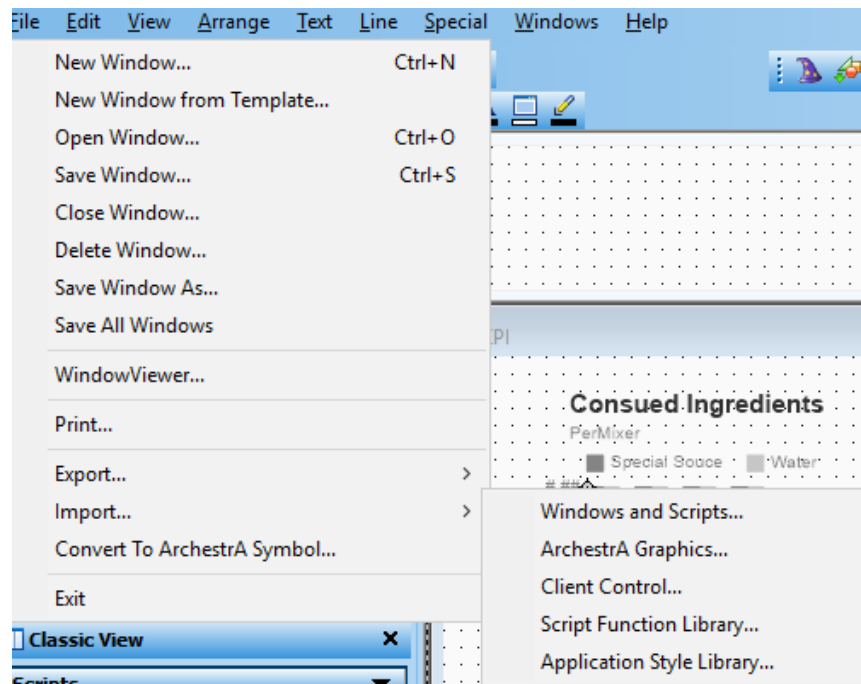 File Edit View Arrange Text Line Special Windows Help
New Window... Ctrl+N
New Window from Template...
Open Window... Ctrl+O
Save Window... Ctrl+S
Close Window...
Delete Window...
Save Window As...
Save All Windows
WindowViewer...
Print...
Export...
Import...
Convert To ArchestrA Symbol...
Exit
PI
Consued Ingredients
PerMixer
Special Souce Water
Windows and Scripts...
ArchestrA Graphics...
Client Control...
Script Function Library...
Application Style Library...
Classic View
Scripts